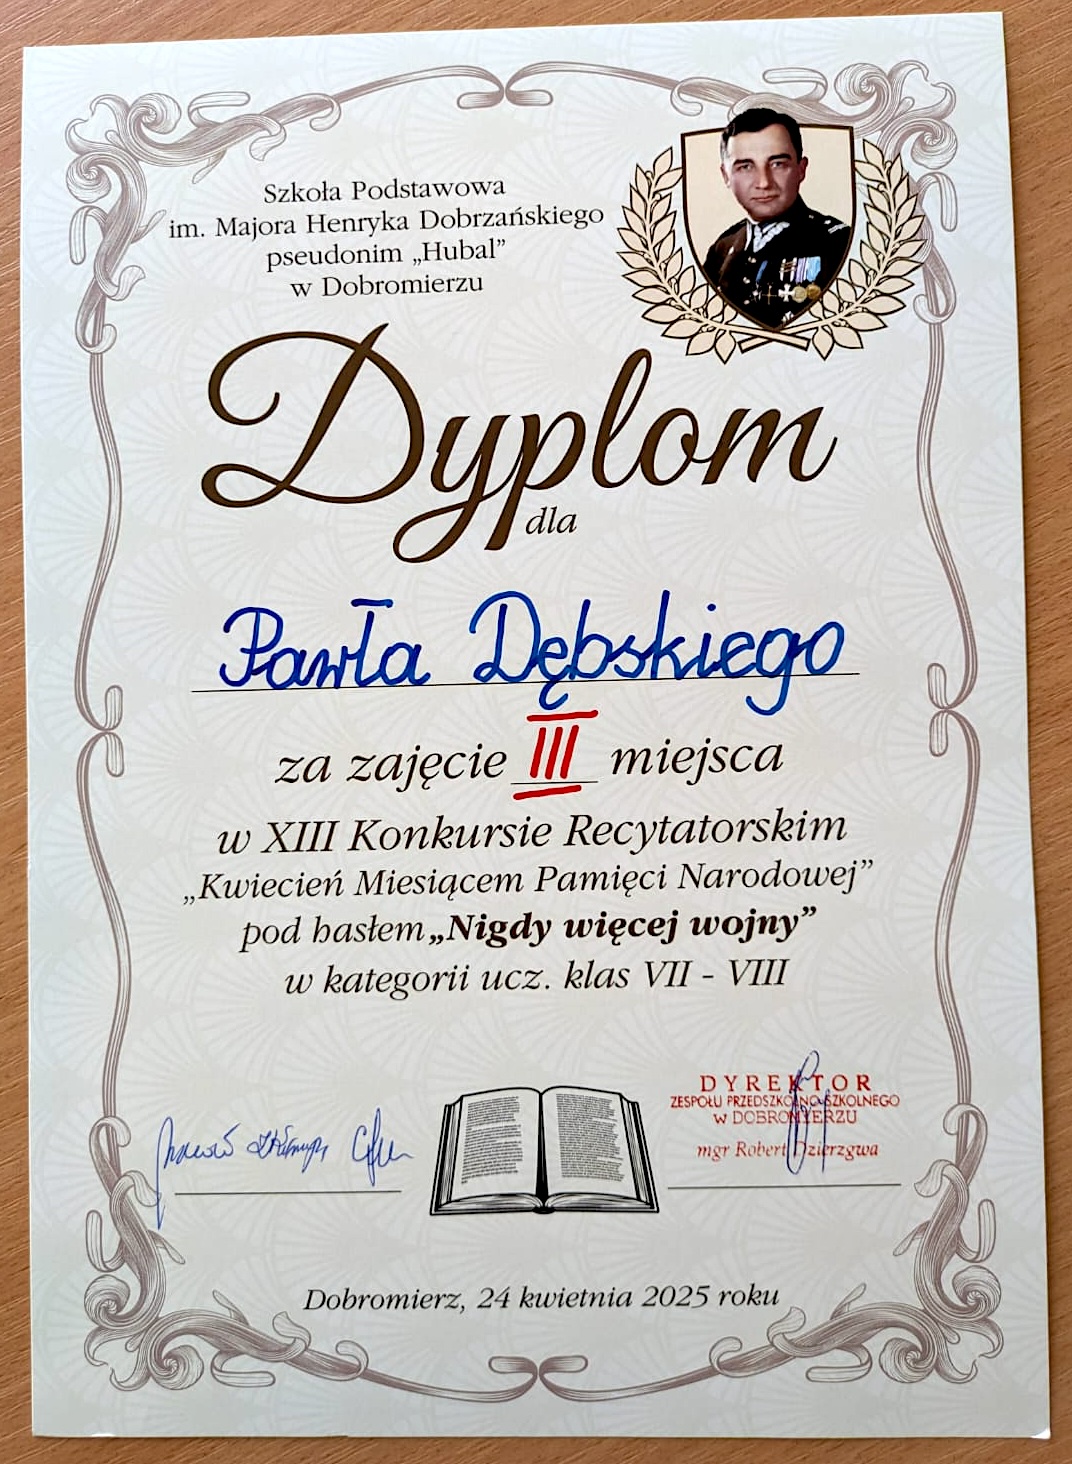 Szkoła Podstawowa
im. Majora Henryka Dobrzańskiego
pseudonim „Hubal”
w Dobromierzu
Dyplom
dla
Pawła Dębskiego
za zajęcie III miejsca
w XIII Konkursie Recytatorskim
„Kwiecień Miesiącem Pamięci Narodowej”
pod hasłem „Nigdy więcej wojny”
w kategorii ucz. klas VII - VIII
DYREKTOR
ZESPOŁU PRZEDSZKOLNO-SZKOLNEGO
W DOBROMIERZU
mgr Robert Dzierzgwa
Dobromierz, 24 kwietnia 2025 roku